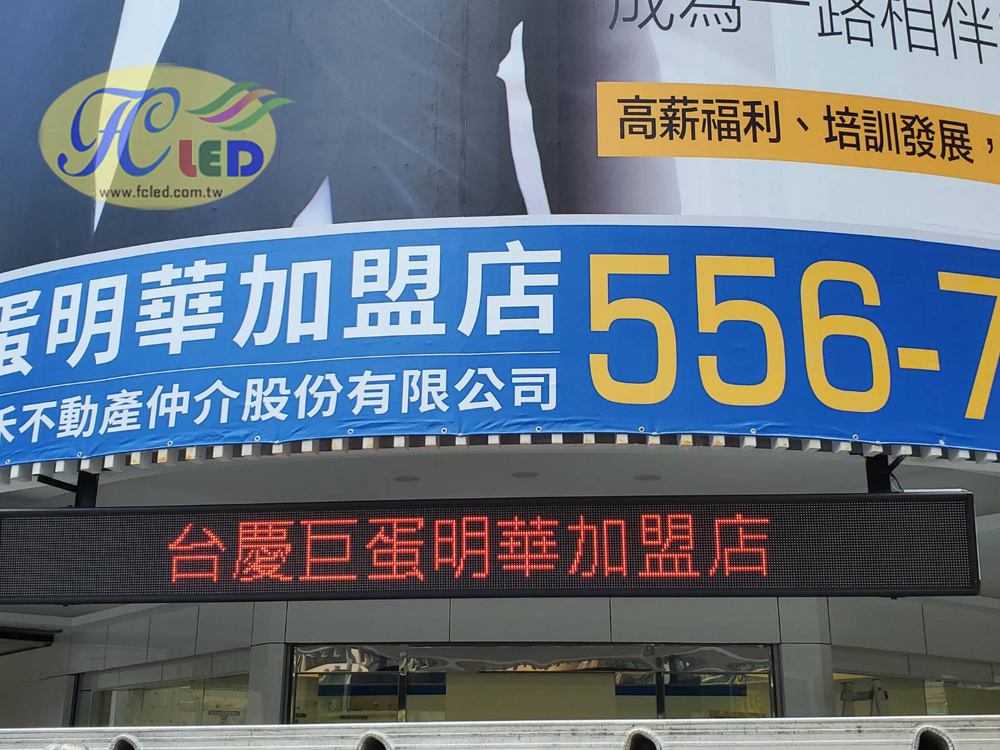 成為一路相伴
高薪福利、培訓發展，
FC LED
www.fcled.com.tw
蛋明華加盟店 556-7
禾不動產仲介股份有限公司
台慶巨蛋明華加盟店